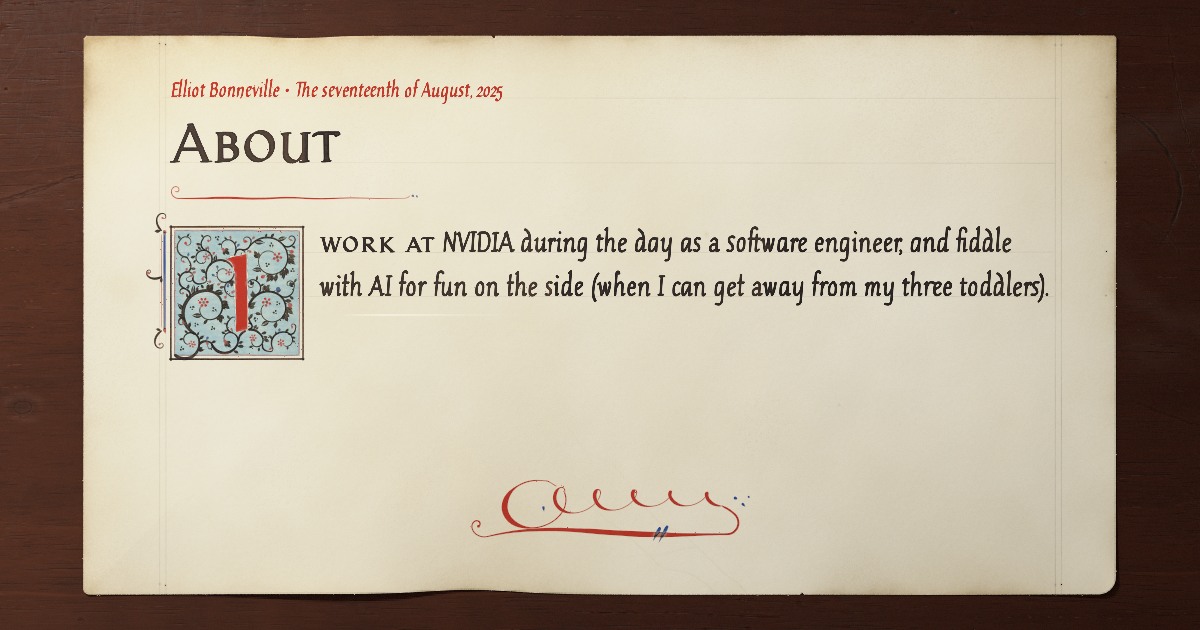 Elliot Bonneville • The seventeenth of August, 2025
About
I work at NVIDIA during the day as a software engineer, and fiddle
with AI for fun on the side (when I can get away from my three toddlers).